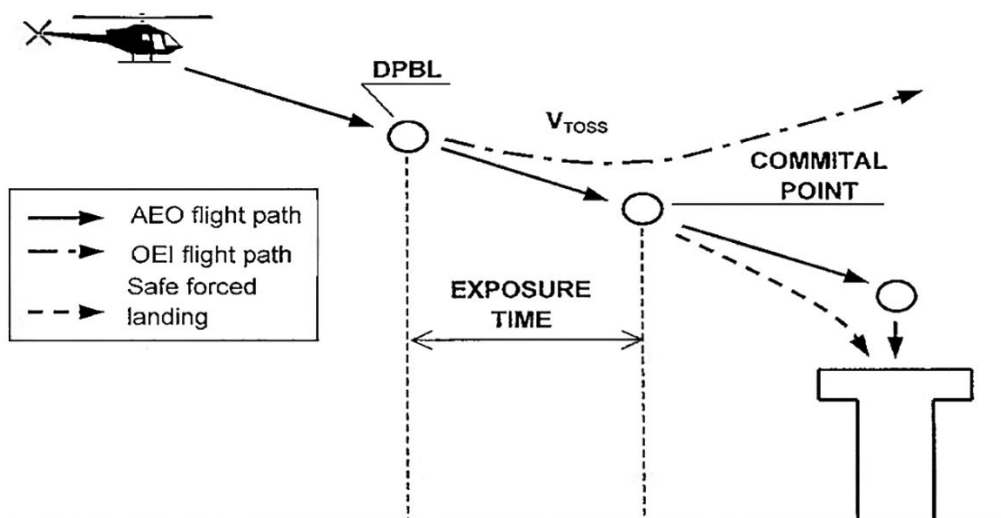 DPBL
VTOSS
COMMITAL
POINT
AEO flight path
OEI flight path
Safe forced
landing
EXPOSURE
TIME